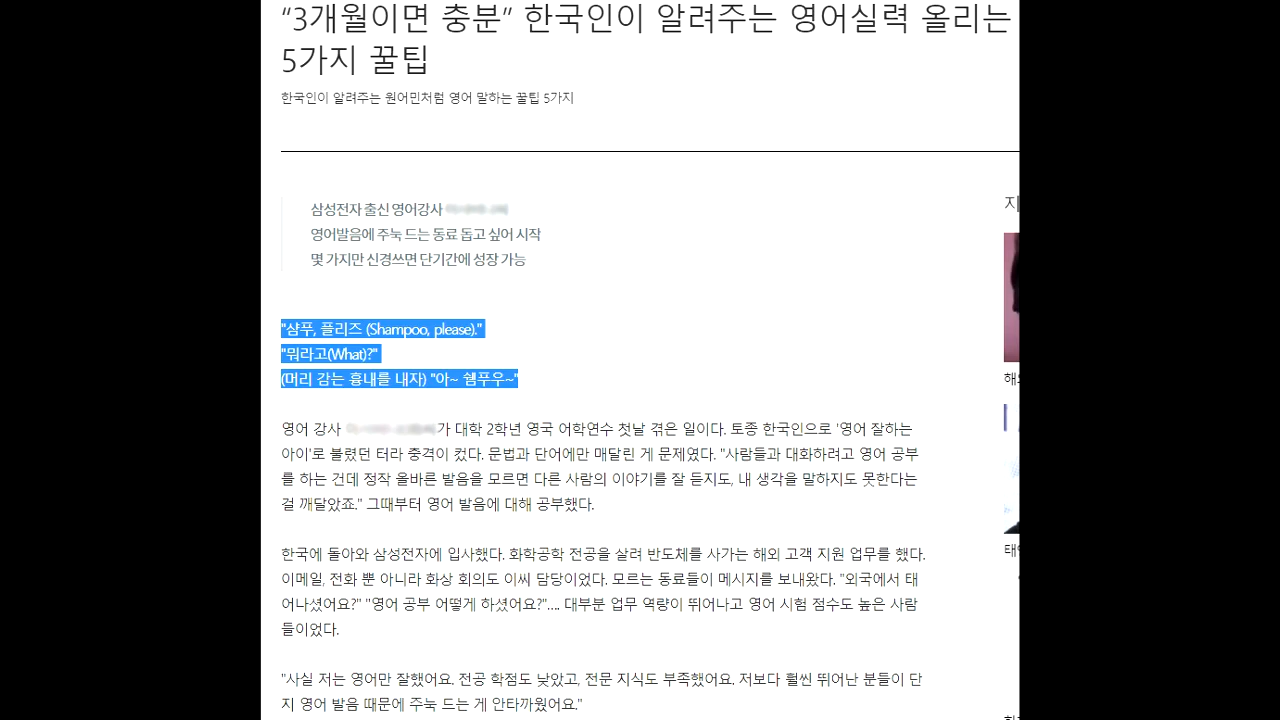 “3개월이면 충분” 한국인이 알려주는 영어실력 올리는
5가지 꿀팁
한국인이 알려주는 원어민처럼 영어 말하는 꿀팁 5가지
삼성전자 출신 영어강사
영어발음에 주눅 드는 동료 돕고 싶어 시작
몇 가지만 신경쓰면 단기간에 성장 가능
"샴푸, 플리즈 (Shampoo, please)."
"뭐라고(What)?"
(머리 감는 흉내를 내자) "아~ 쉠푸우~"
영어 강사 가 대학 2학년 영국 어학연수 첫날 겪은 일이다. 토종 한국인으로 '영어 잘하는
아이'로 불렸던 터라 충격이 컸다. 문법과 단어에만 매달린 게 문제였다. "사람들과 대화하려고 영어 공부
를 하는 건데 정작 올바른 발음을 모르면 다른 사람의 이야기를 잘 듣지도, 내 생각을 말하지도 못한다는
걸 깨달았죠." 그때부터 영어 발음에 대해 공부했다.
한국에 돌아와 삼성전자에 입사했다. 화학공학 전공을 살려 반도체를 사가는 해외 고객 지원 업무를 했다.
이메일, 전화 뿐 아니라 화상 회의도 이씨 담당이었다. 모르는 동료들이 메시지를 보내왔다. "외국에서 태
어나셨어요?" "영어 공부 어떻게 하셨어요?"…. 대부분 업무 역량이 뛰어나고 영어 시험 점수도 높은 사람
들이었다.
"사실 저는 영어만 잘했어요. 전공 학점도 낮았고, 전문 지식도 부족했어요. 저보다 훨씬 뛰어난 분들이 단
지 영어 발음 때문에 주눅 드는 게 안타까웠어요."
지
해
태